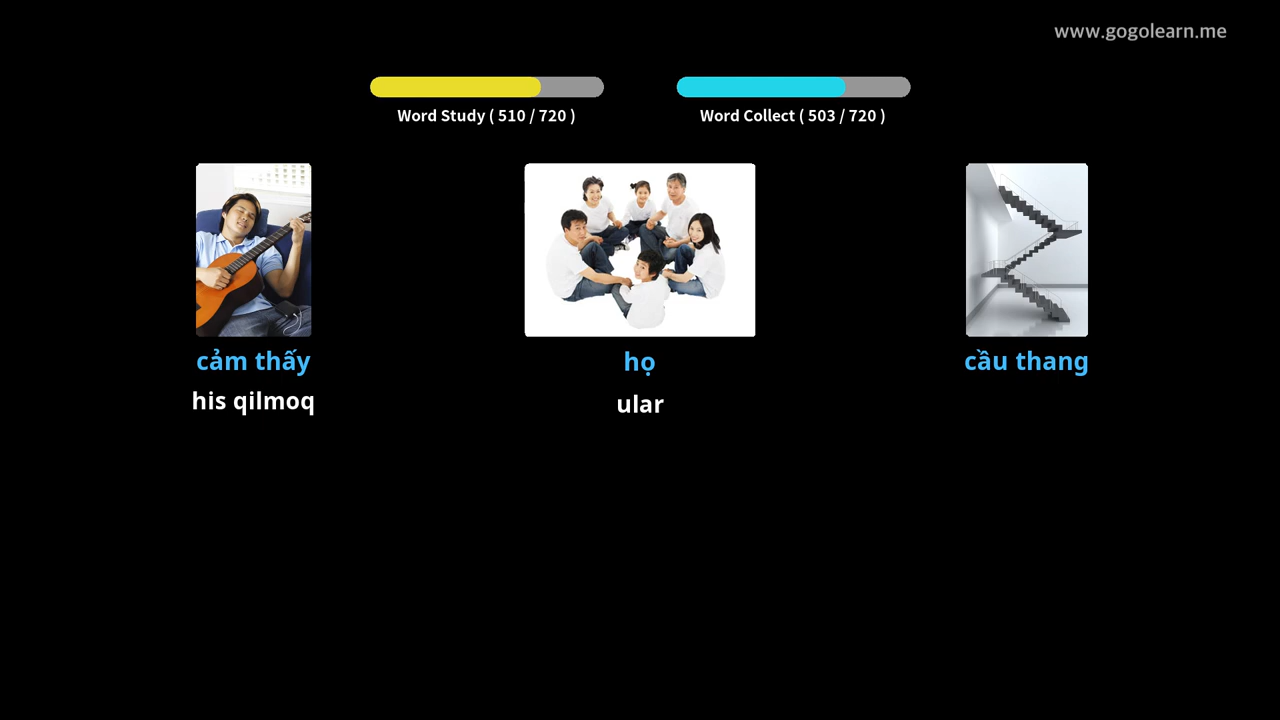 www.gogolearn.me
Word Study ( 510 / 720 )
Word Collect ( 503 / 720 )
cảm thấy
họ
cầu thang
his qilmoq
ular